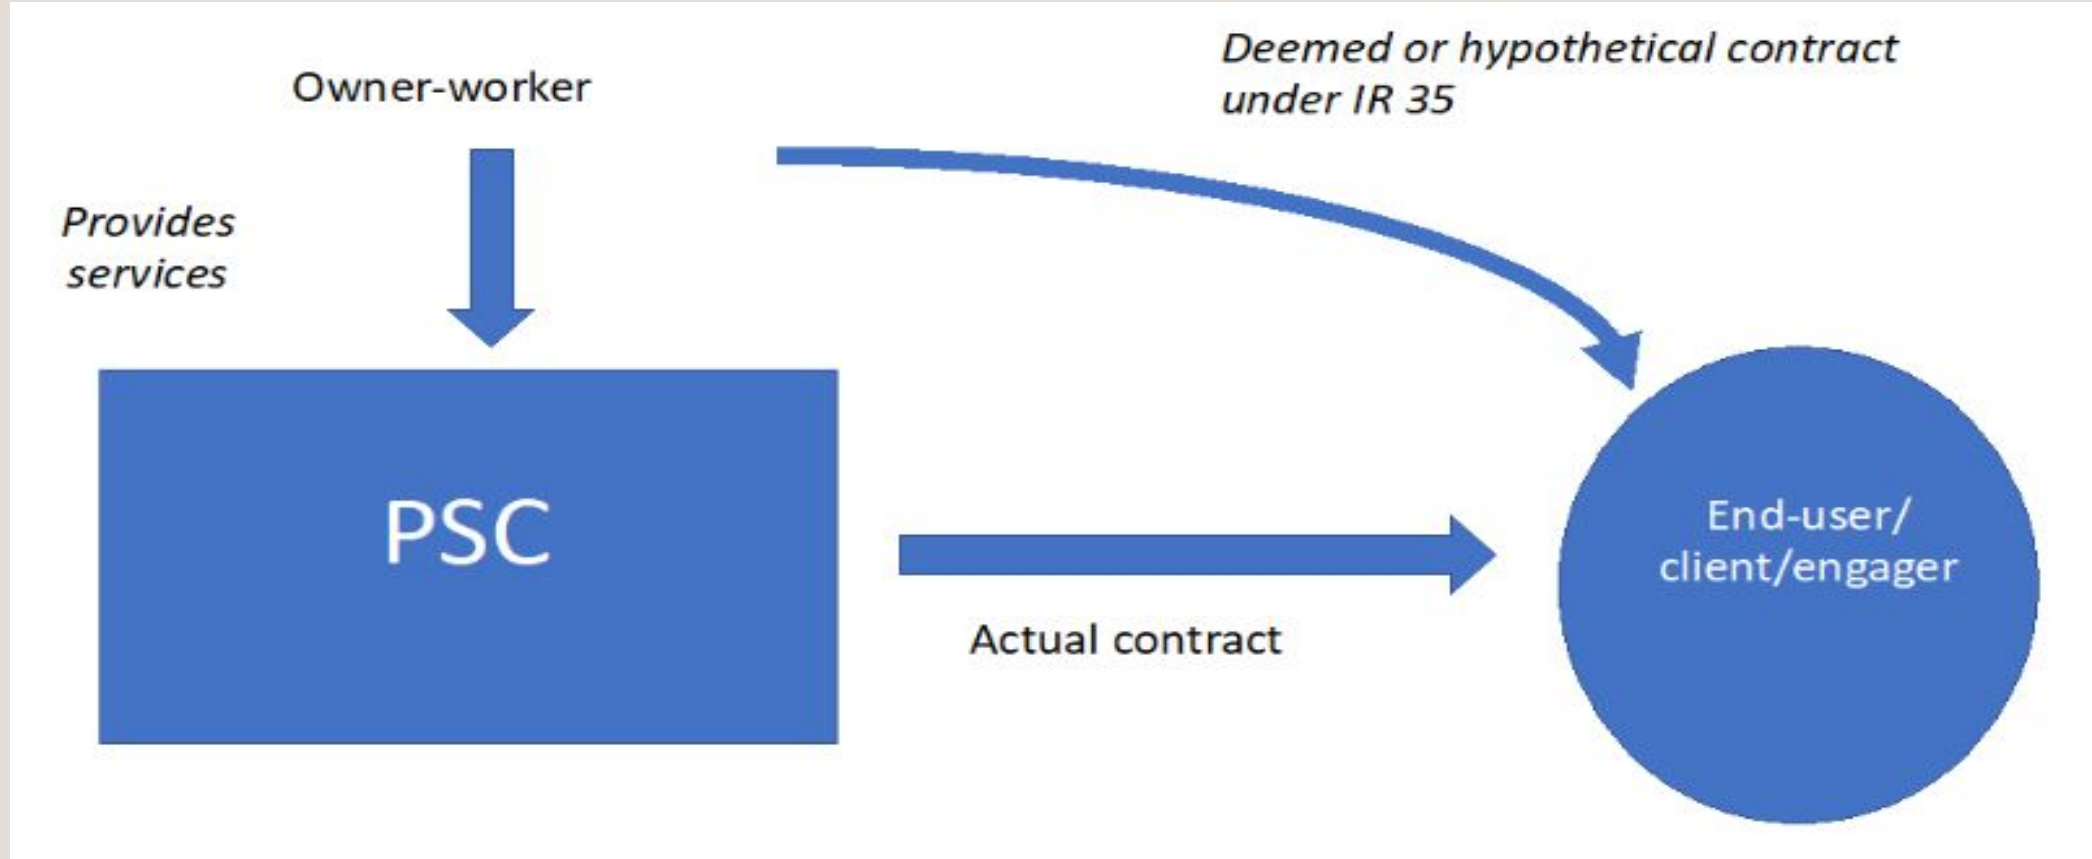 Owner-worker
Deemed or hypothetical contract
under IR 35
Provides
services
PSC
End-user/
client/engager
Actual contract